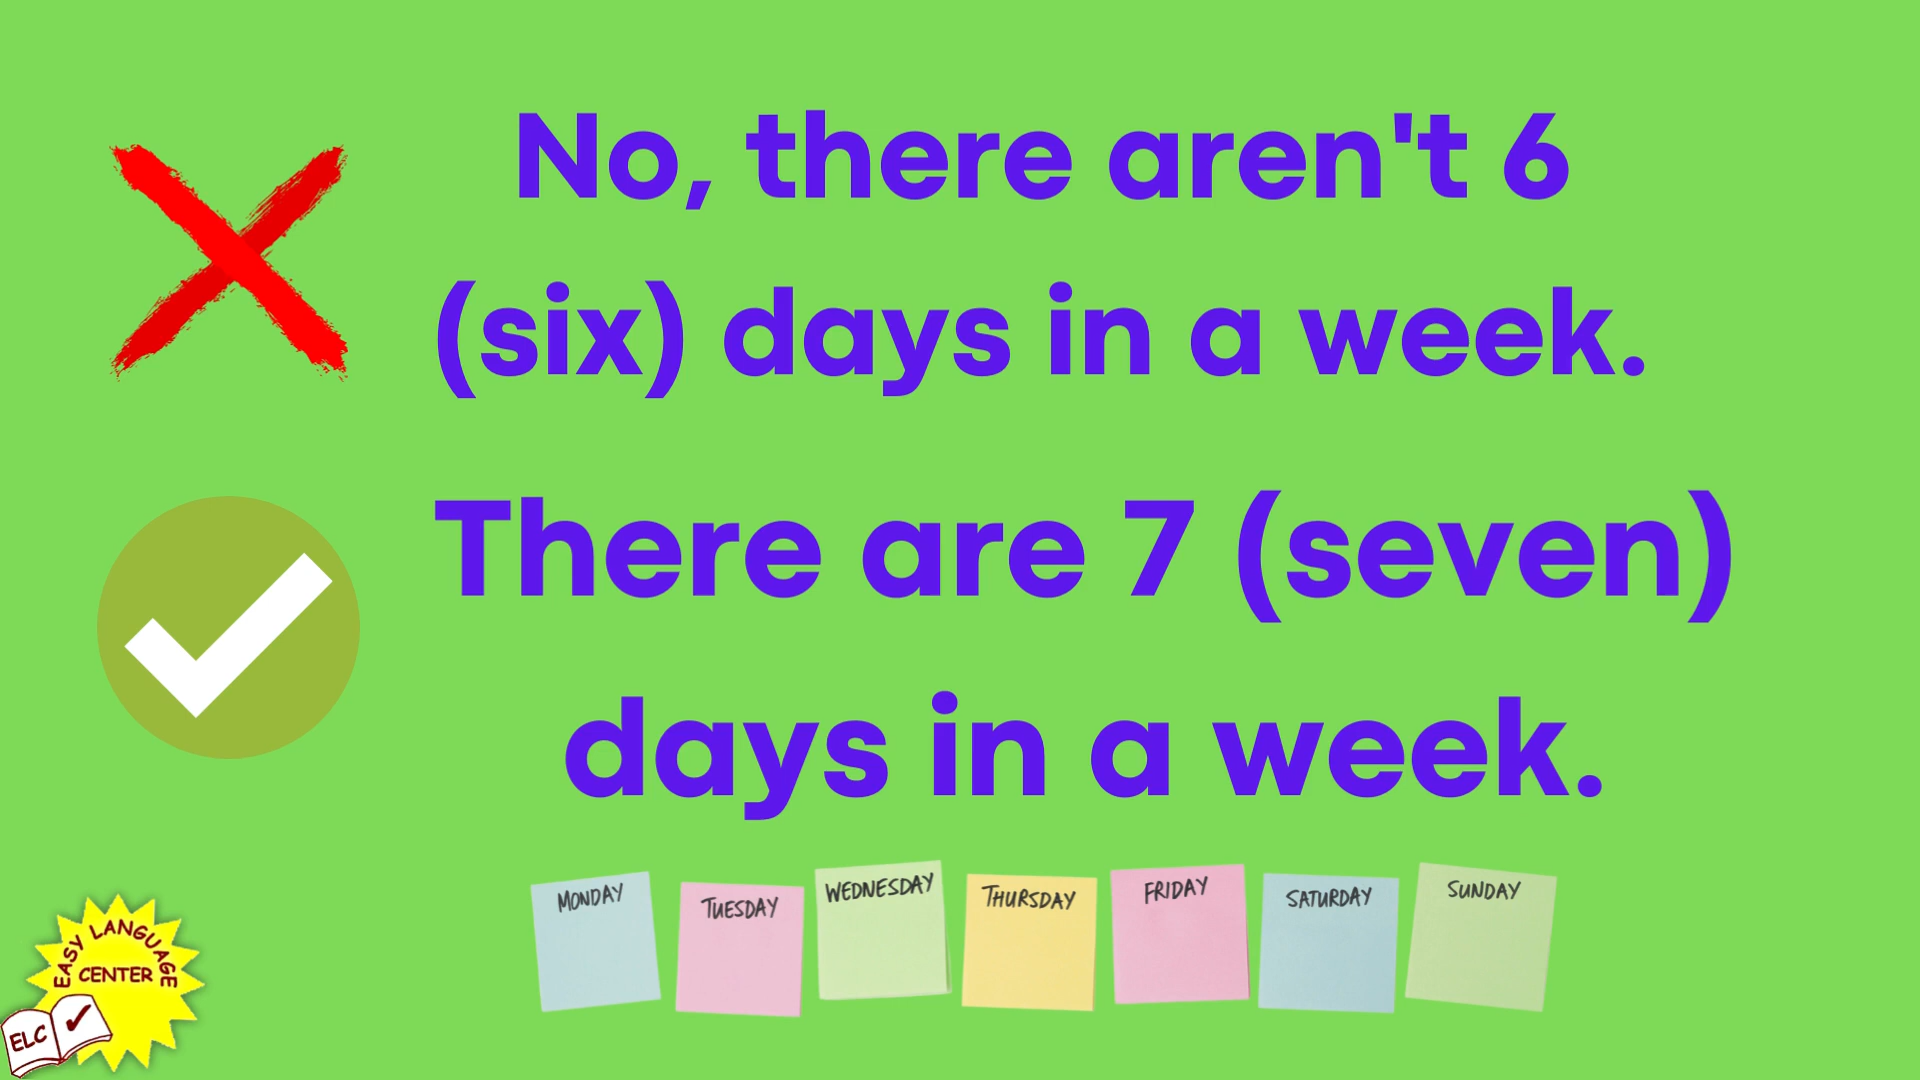 No, there aren't 6
(six) days in a week.
There are 7 (seven)
days in a week.
MONDAY
TUESDAY
WEDNESDAY
THURSDAY
FRIDAY
SATURDAY
SUNDAY
EASY LANGUAGE
CENTER
ELC